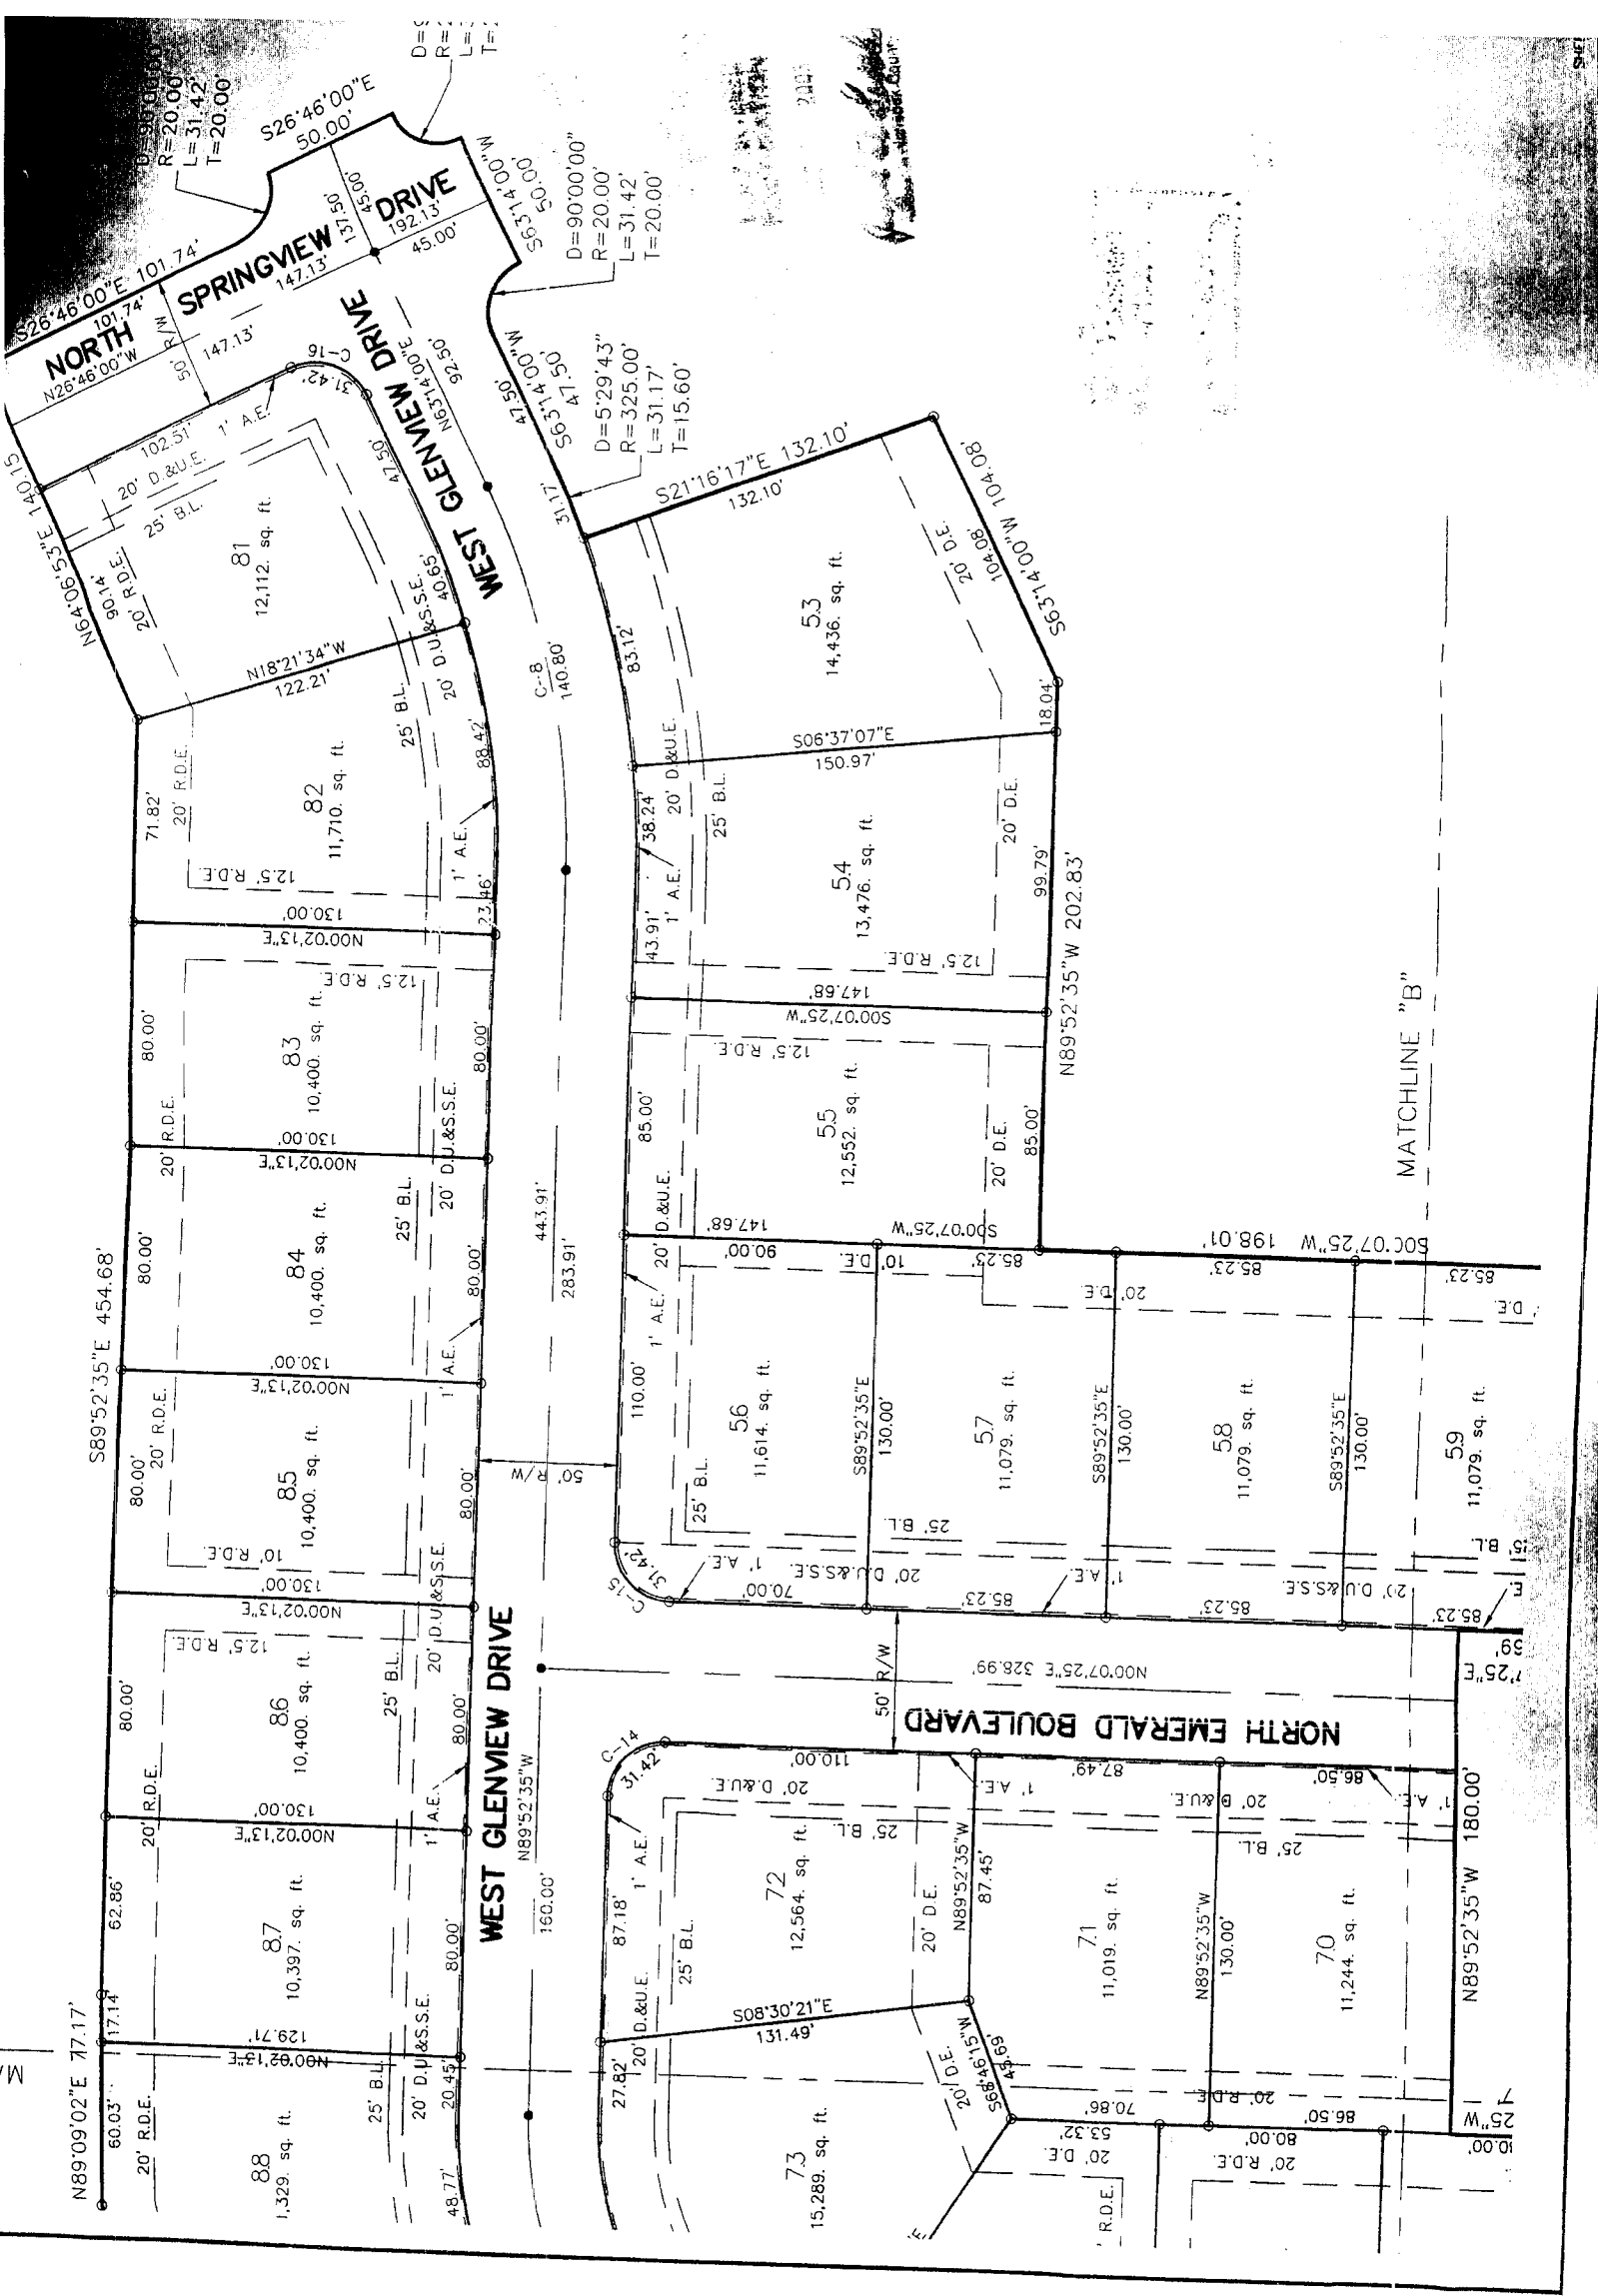 D=90°00'00"
R=20.00'
L=31.42'
T=20.00'
S26°46'00"E
50.00'
D=
R=2
L=3
T=2
S26°46'00"E 101.74'
101.74'
NORTH SPRINGVIEW DRIVE
N26°46'00"W
50' R/W
147.13'
147.13'
137.50'
45.00'
192.13'
45.00'
S63°14'00"W
50.00'
D=90°00'00"
R=20.00'
L=31.42'
T=20.00'
C-16
31.42'
WEST GLENVIEW DRIVE
N63°14'00"E
92.50'
47.50'
S63°14'00"W
47.50'
D=5°29'43"
R=325.00'
L=31.17'
T=15.60'
31.17'
N64°06'53"E 140.15'
90.14'
20' R.D.E.
102.51'
1' A.E.
20' D.&U.E.
25' B.L.
81
12,112. sq. ft.
47.50'
40.65'
20' D.U.&S.S.E.
25' B.L.
N18°21'34"W
122.21'
71.82'
20' R.D.E.
82
11,710. sq. ft.
12.5' R.D.E.
88.42'
1' A.E.
23.46'
C-8
140.80'
130.00'
N00°02'13"E
S21°16'17"E 132.10'
132.10'
20' D.E.
104.08'
S63°14'00"W 104.08'
53
14,436. sq. ft.
83.12'
18.04'
S06°37'07"E
150.97'
20' D.&U.E.
25' B.L.
38.24'
43.91'
1' A.E.
54
13,476. sq. ft.
20' D.E.
99.79'
12.5' R.D.E.
147.68'
S00°07'25"W
N89°52'35"W 202.83'
80.00'
12.5' R.D.E.
83
10,400. sq. ft.
80.00'
20' R.D.E.
130.00'
N00°02'13"E
20' D.U.&S.S.E.
25' B.L.
12.5' R.D.E.
55
12,552. sq. ft.
85.00'
20' D.E.
85.00'
MATCHLINE "B"
S89°52'35"E 454.68'
80.00'
84
10,400. sq. ft.
80.00'
130.00'
N00°02'13"E
1' A.E.
443.91'
283.91'
20' D.&U.E.
147.68'
S00°07'25"W
90.00'
10' D.E.
85.23'
S00°07'25"W 198.01'
85.23'
85.23'
D.E.
20' D.E.
1' A.E.
110.00'
56
11,614. sq. ft.
S89°52'35"E
130.00'
57
11,079. sq. ft.
S89°52'35"E
130.00'
58
11,079. sq. ft.
S89°52'35"E
130.00'
59
11,079. sq. ft.
80.00'
20' R.D.E.
85
10,400. sq. ft.
80.00'
10' R.D.E.
50' R/W
25' B.L.
25' B.L.
25' B.L.
130.00'
N00°02'13"E
20' D.U.&S.S.E.
C-15
31.42'
1' A.E.
70.00'
20' D.U.&S.S.E.
85.23'
1' A.E.
85.23'
20' D.U.&S.S.E.
85.23'
80.00'
12.5' R.D.E.
86
10,400. sq. ft.
25' B.L.
80.00'
20' R.D.E.
130.00'
N00°02'13"E
1' A.E.
WEST GLENVIEW DRIVE
N89°52'35"W
160.00'
50' R/W
N00°07'25"E 328.99'
NORTH EMERALD BOULEVARD
C-14
31.42'
110.00'
20' D.&U.E.
25' B.L.
1' A.E.
87.49'
20' D.&U.E.
86.50'
1' A.E.
25' B.L.
7'25"E
N89°52'35"W 180.00'
62.86'
87
10,397. sq. ft.
80.00'
20' D.U.&S.S.E.
87.18'
1' A.E.
25' B.L.
20' D.&U.E.
72
12,564. sq. ft.
20' D.E.
N89°52'35"W
87.45'
71
11,019. sq. ft.
N89°52'35"W
130.00'
70
11,244. sq. ft.
N89°09'02"E 77.17'
17.14'
129.71'
N00°02'13"E
S08°30'21"E
131.49'
S68°46'15"W
45.69'
20' D.E.
60.03'
20' R.D.E.
88
1,329. sq. ft.
25' B.L.
20' D.U.&S.S.E.
20.45'
48.77'
27.82'
73
15,289. sq. ft.
70.86'
53.32'
20' D.E.
20' R.D.E.
86.50'
80.00'
20' R.D.E.
R.D.E.
25"W